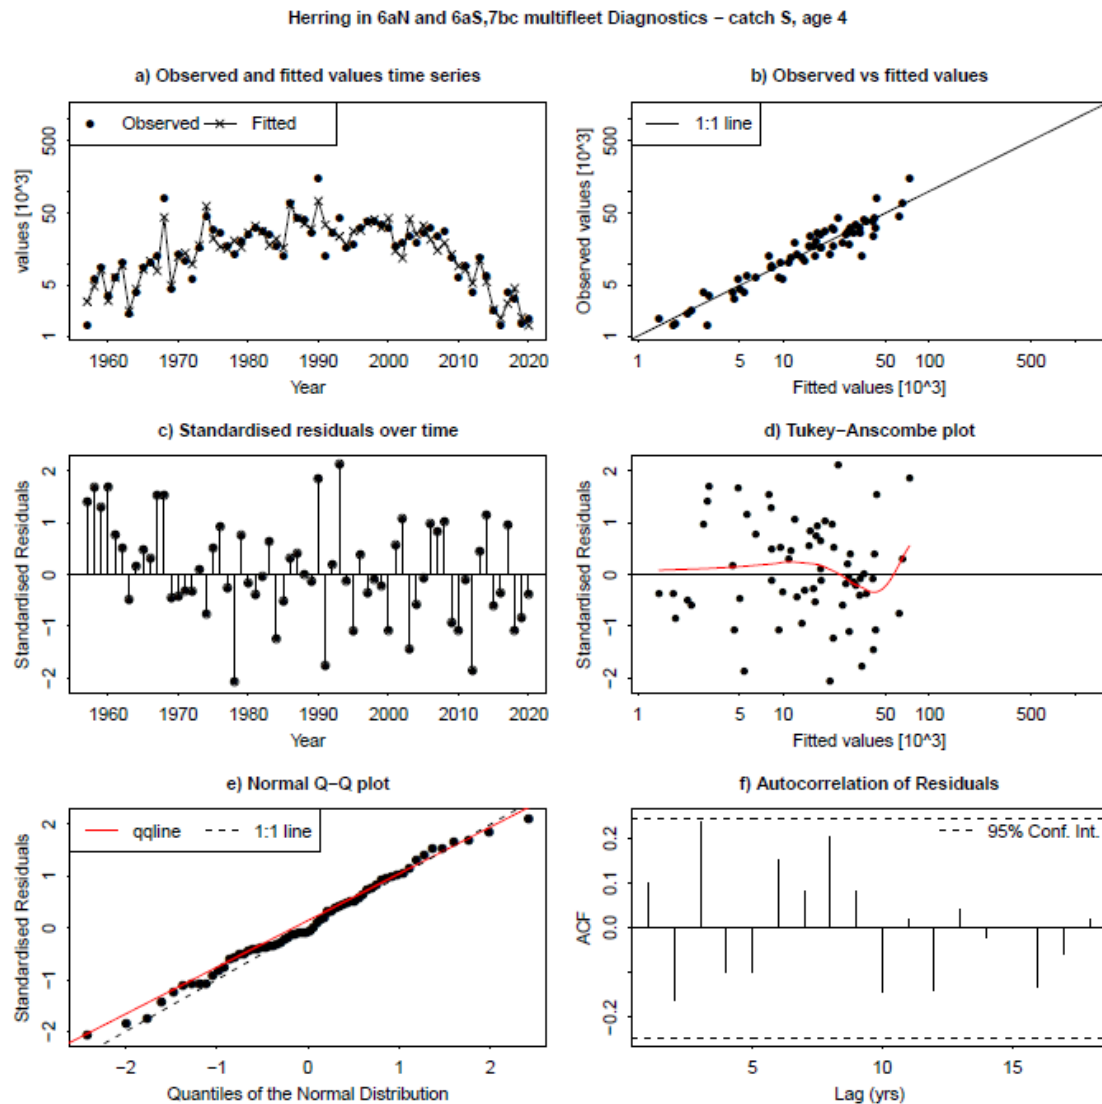 Herring in 6aN and 6aS,7bc multifleet Diagnostics − catch S, age 4
a) Observed and fitted values time series
Observed
Fitted
values [10^3]
500
50
5
1
1960 1970 1980 1990 2000 2010 2020
Year
b) Observed vs fitted values
1:1 line
Observed values [10^3]
500
50
5
1
1 5 10 50 100 500
Fitted values [10^3]
c) Standardised residuals over time
Standardised Residuals
2
1
0
−1
−2
1960 1970 1980 1990 2000 2010 2020
Year
d) Tukey−Anscombe plot
Standardised Residuals
2
1
0
−1
−2
1 5 10 50 100 500
Fitted values [10^3]
e) Normal Q−Q plot
qqline
1:1 line
Standardised Residuals
2
1
0
−1
−2
−2 −1 0 1 2
Quantiles of the Normal Distribution
f) Autocorrelation of Residuals
95% Conf. Int.
ACF
0.2
0.0
−0.2
5 10 15
Lag (yrs)